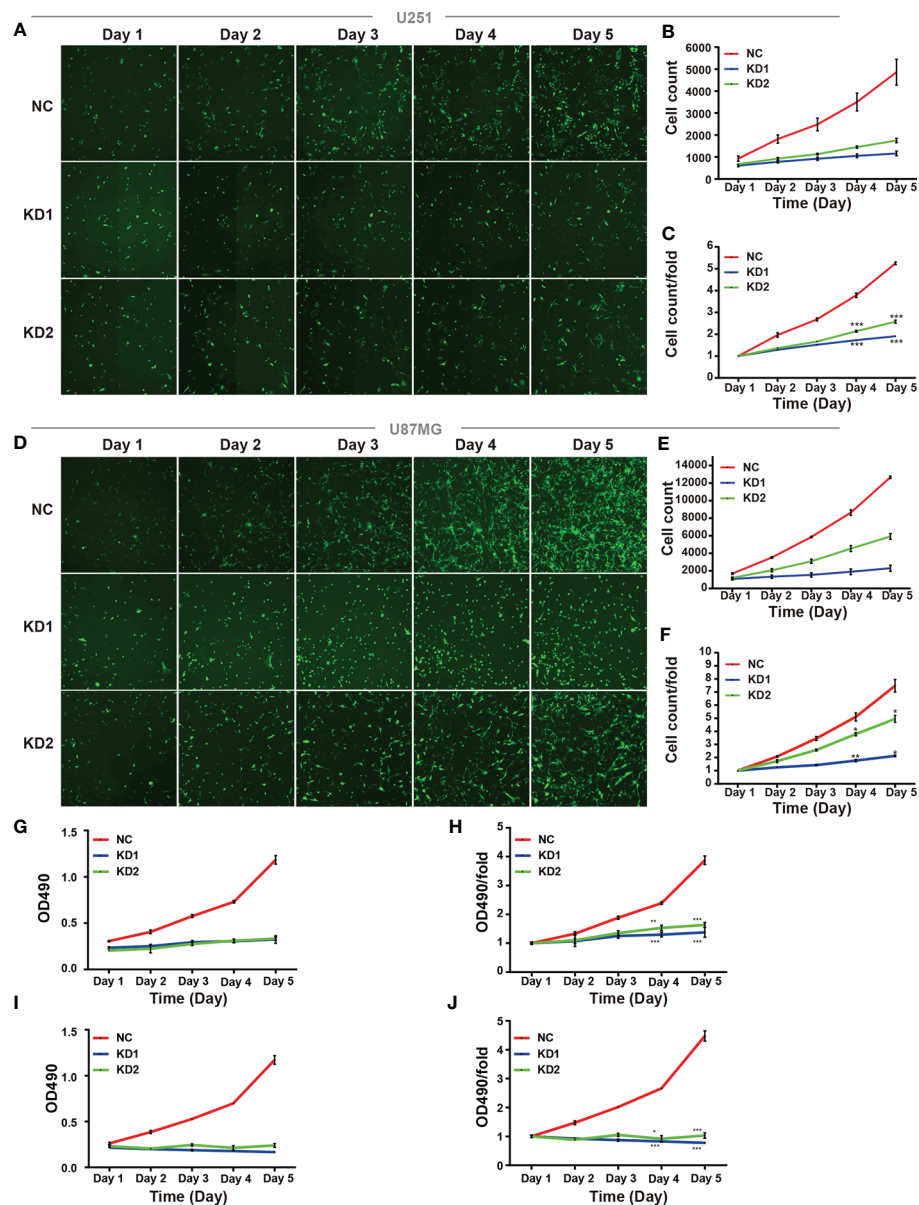 U251
A
Day 1 Day 2 Day 3 Day 4 Day 5
NC
KD1
KD2
B
Cell count
6000
5000
4000
3000
2000
1000
0
NC
KD1
KD2
Day 1 Day 2 Day 3 Day 4 Day 5
Time (Day)
C
Cell count/fold
6
5
4
3
2
1
0
NC
KD1
KD2
*** ***
*** ***
Day 1 Day 2 Day 3 Day 4 Day 5
Time (Day)
U87MG
D
Day 1 Day 2 Day 3 Day 4 Day 5
NC
KD1
KD2
E
Cell count
14000
12000
10000
8000
6000
4000
2000
0
NC
KD1
KD2
Day 1 Day 2 Day 3 Day 4 Day 5
Time (Day)
F
Cell count/fold
10
9
8
7
6
5
4
3
2
1
0
NC
KD1
KD2
* *
** *
Day 1 Day 2 Day 3 Day 4 Day 5
Time (Day)
G
OD490
1.5
1.0
0.5
0.0
NC
KD1
KD2
Day 1 Day 2 Day 3 Day 4 Day 5
Time (Day)
H
OD490/fold
5
4
3
2
1
0
NC
KD1
KD2
** ***
*** ***
Day 1 Day 2 Day 3 Day 4 Day 5
Time (Day)
I
OD490
1.5
1.0
0.5
0.0
NC
KD1
KD2
Day 1 Day 2 Day 3 Day 4 Day 5
Time (Day)
J
OD490/fold
5
4
3
2
1
0
NC
KD1
KD2
* ***
*** ***
Day 1 Day 2 Day 3 Day 4 Day 5
Time (Day)